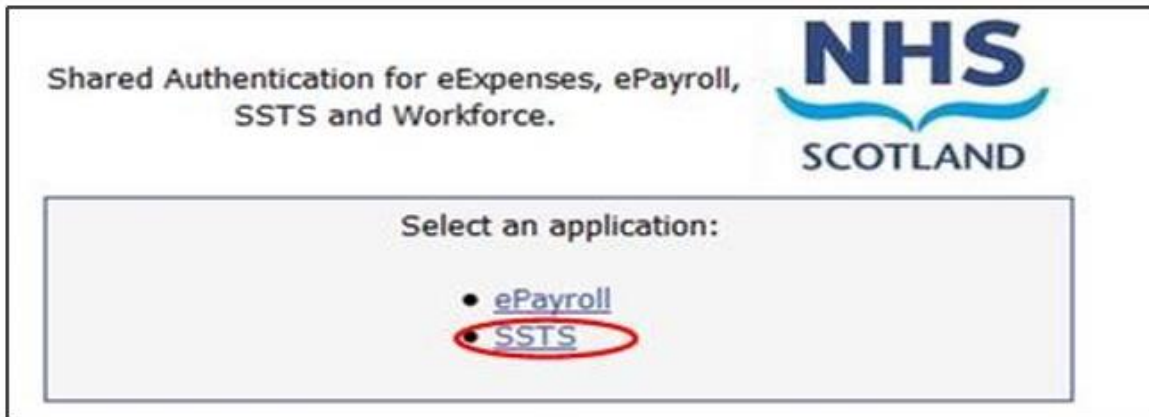 Shared Authentication for eExpenses, ePayroll,
SSTS and Workforce.
NHS
SCOTLAND
Select an application:
• ePayroll
• SSTS